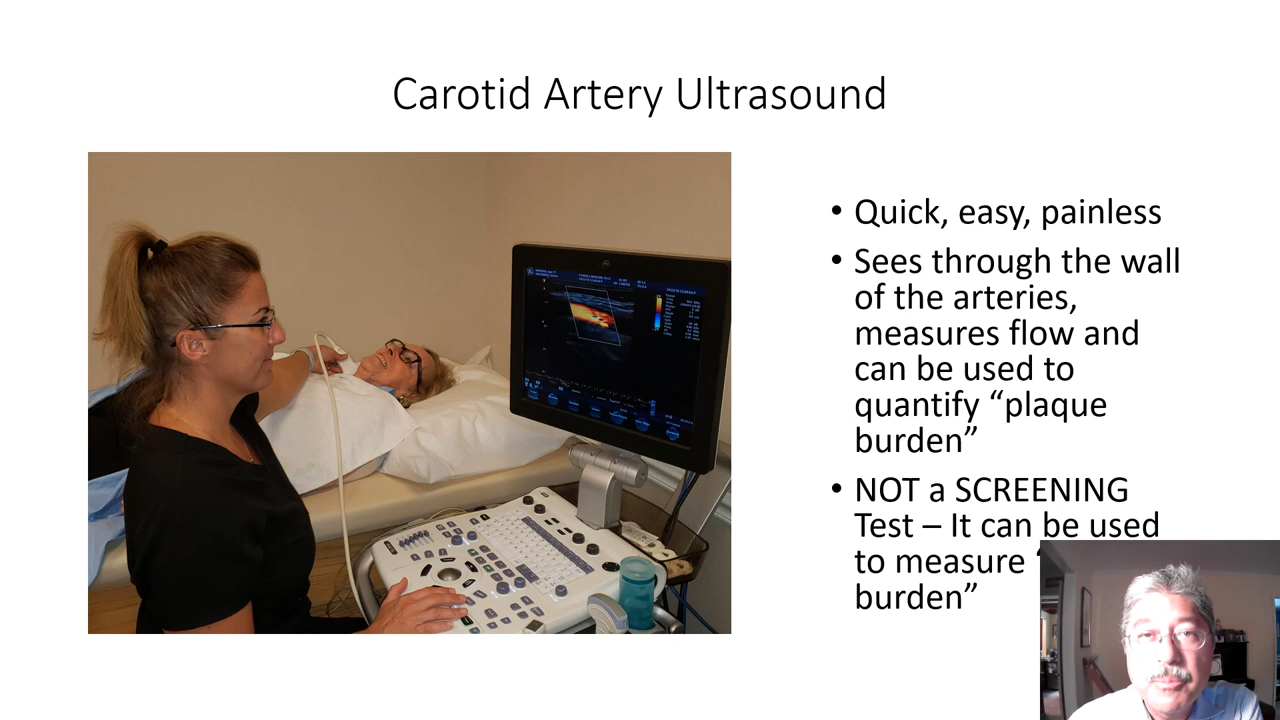 Carotid Artery Ultrasound
• Quick, easy, painless
• Sees through the wall
of the arteries,
measures flow and
can be used to
quantify “plaque
burden”
• NOT a SCREENING
Test – It can be used
to measure “
burden”